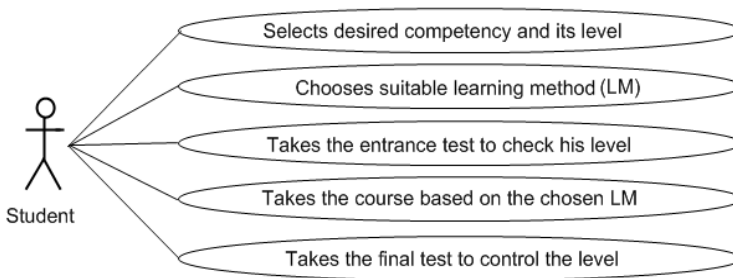 Selects desired competency and its level
Chooses suitable learning method (LM)
Takes the entrance test to check his level
Takes the course based on the chosen LM
Student
Takes the final test to control the level